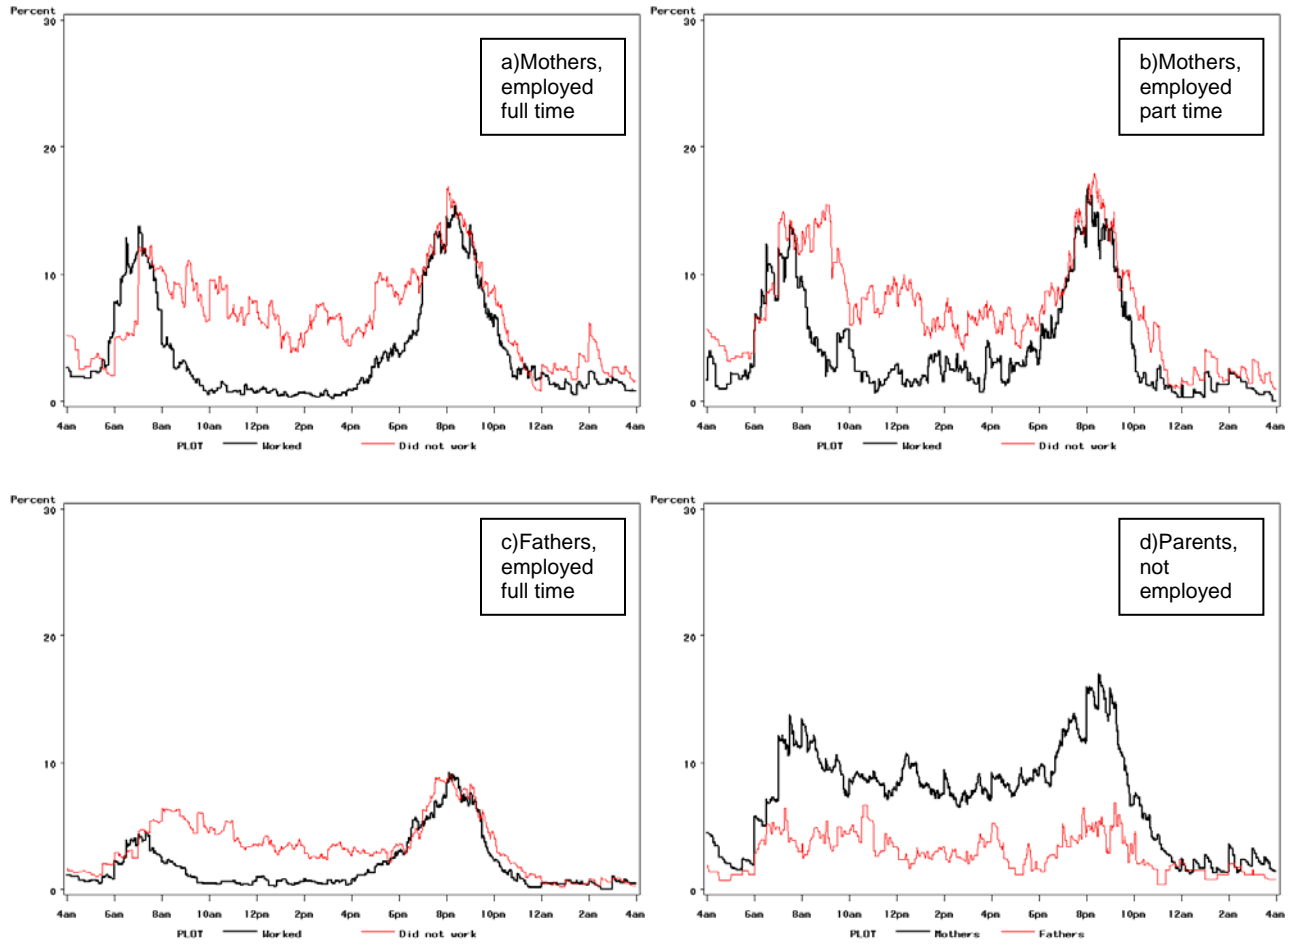 Percent
30
20
10
0
a)Mothers,
employed
full time
4am 6am 8am 10am 12pm 2pm 4pm 6pm 8pm 10pm 12am 2am 4am
PLOT Worked Did not work
Percent
30
20
10
0
b)Mothers,
employed
part time
4am 6am 8am 10am 12pm 2pm 4pm 6pm 8pm 10pm 12am 2am 4am
PLOT Worked Did not work
Percent
30
20
10
0
c)Fathers,
employed
full time
4am 6am 8am 10am 12pm 2pm 4pm 6pm 8pm 10pm 12am 2am 4am
PLOT Worked Did not work
Percent
30
20
10
0
d)Parents,
not
employed
4am 6am 8am 10am 12pm 2pm 4pm 6pm 8pm 10pm 12am 2am 4am
PLOT Mothers Fathers